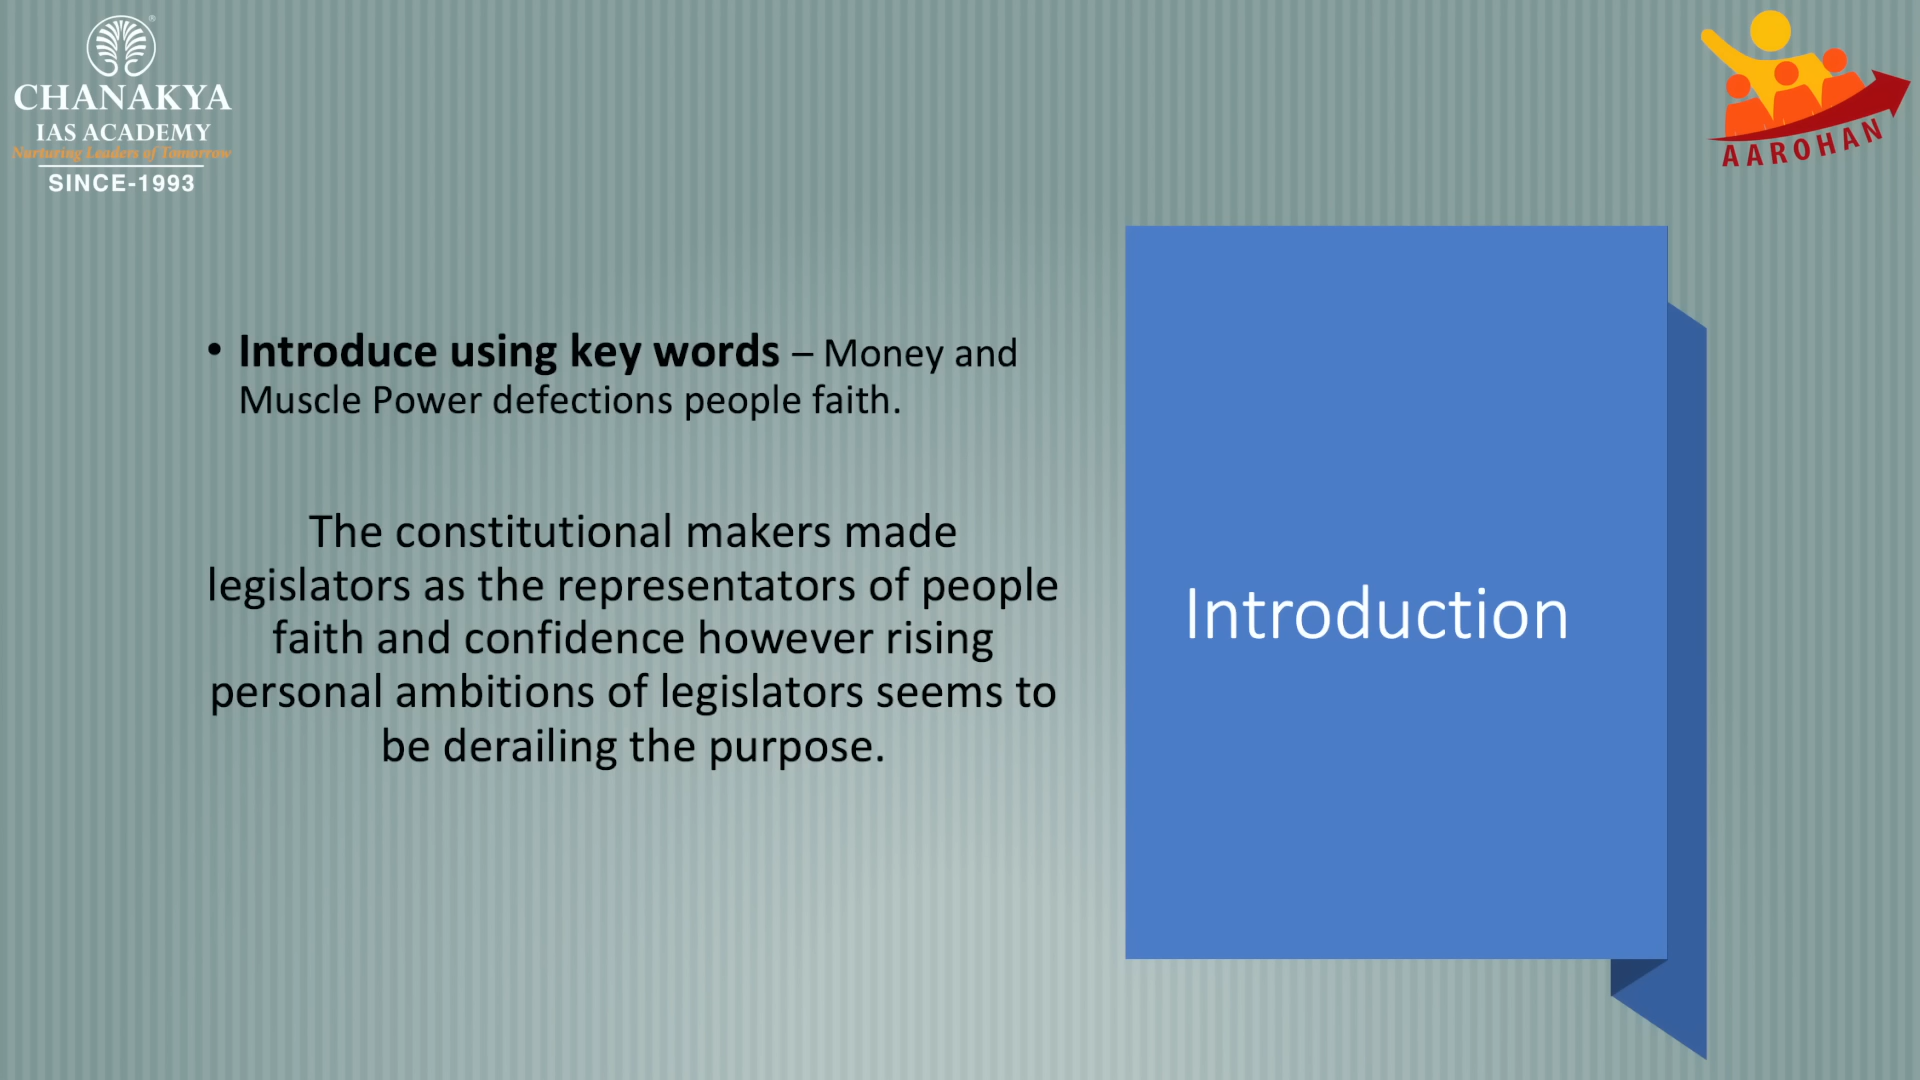 CHANAKYA
IAS ACADEMY
Nurturing Leaders of Tomorrow
SINCE-1993
AAROHAN
• Introduce using key words – Money and
Muscle Power defections people faith.
The constitutional makers made
legislators as the representators of people
faith and confidence however rising
personal ambitions of legislators seems to
be derailing the purpose.
Introduction